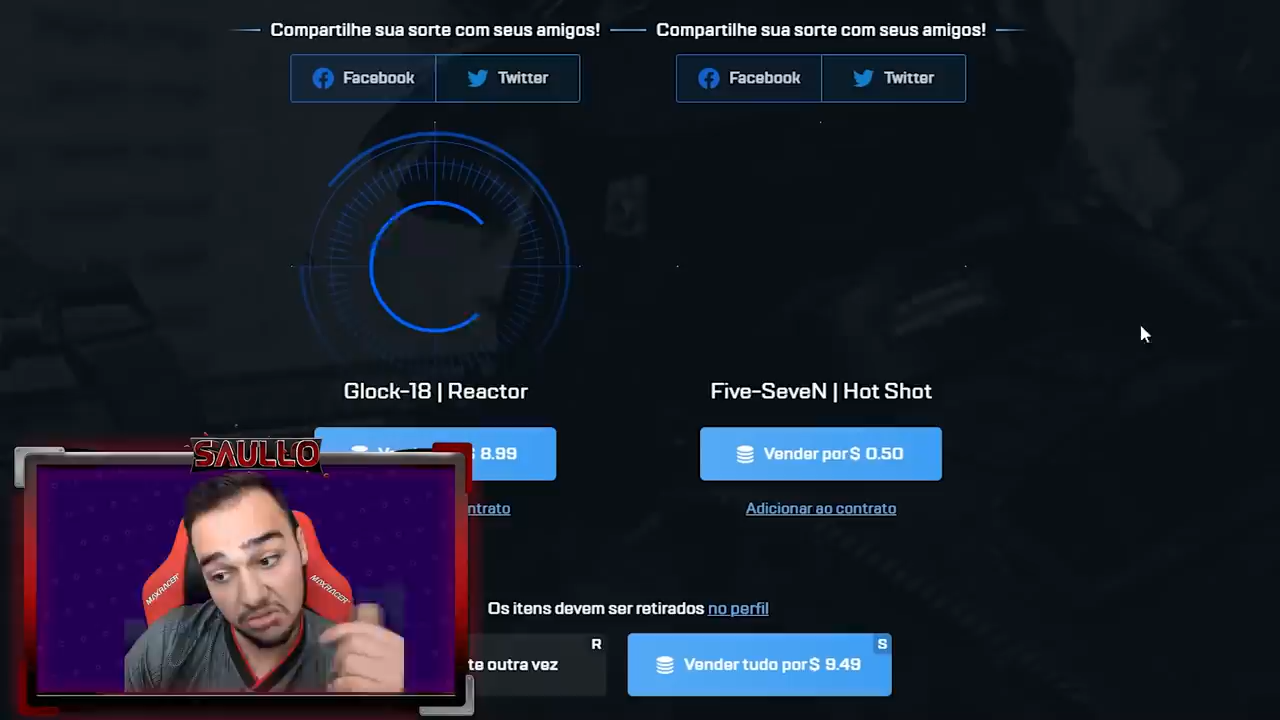 Compartilhe sua sorte com seus amigos!
Compartilhe sua sorte com seus amigos!
Facebook
Twitter
Facebook
Twitter
Glock-18 | Reactor
Five-SeveN | Hot Shot
$ 8.99
Vender por $ 0.50
ntrato
Adicionar ao contrato
SAULLO
MAXRACER
MAXRACER
Os itens devem ser retirados no perfil
te outra vez
R
Vender tudo por $ 9.49
S